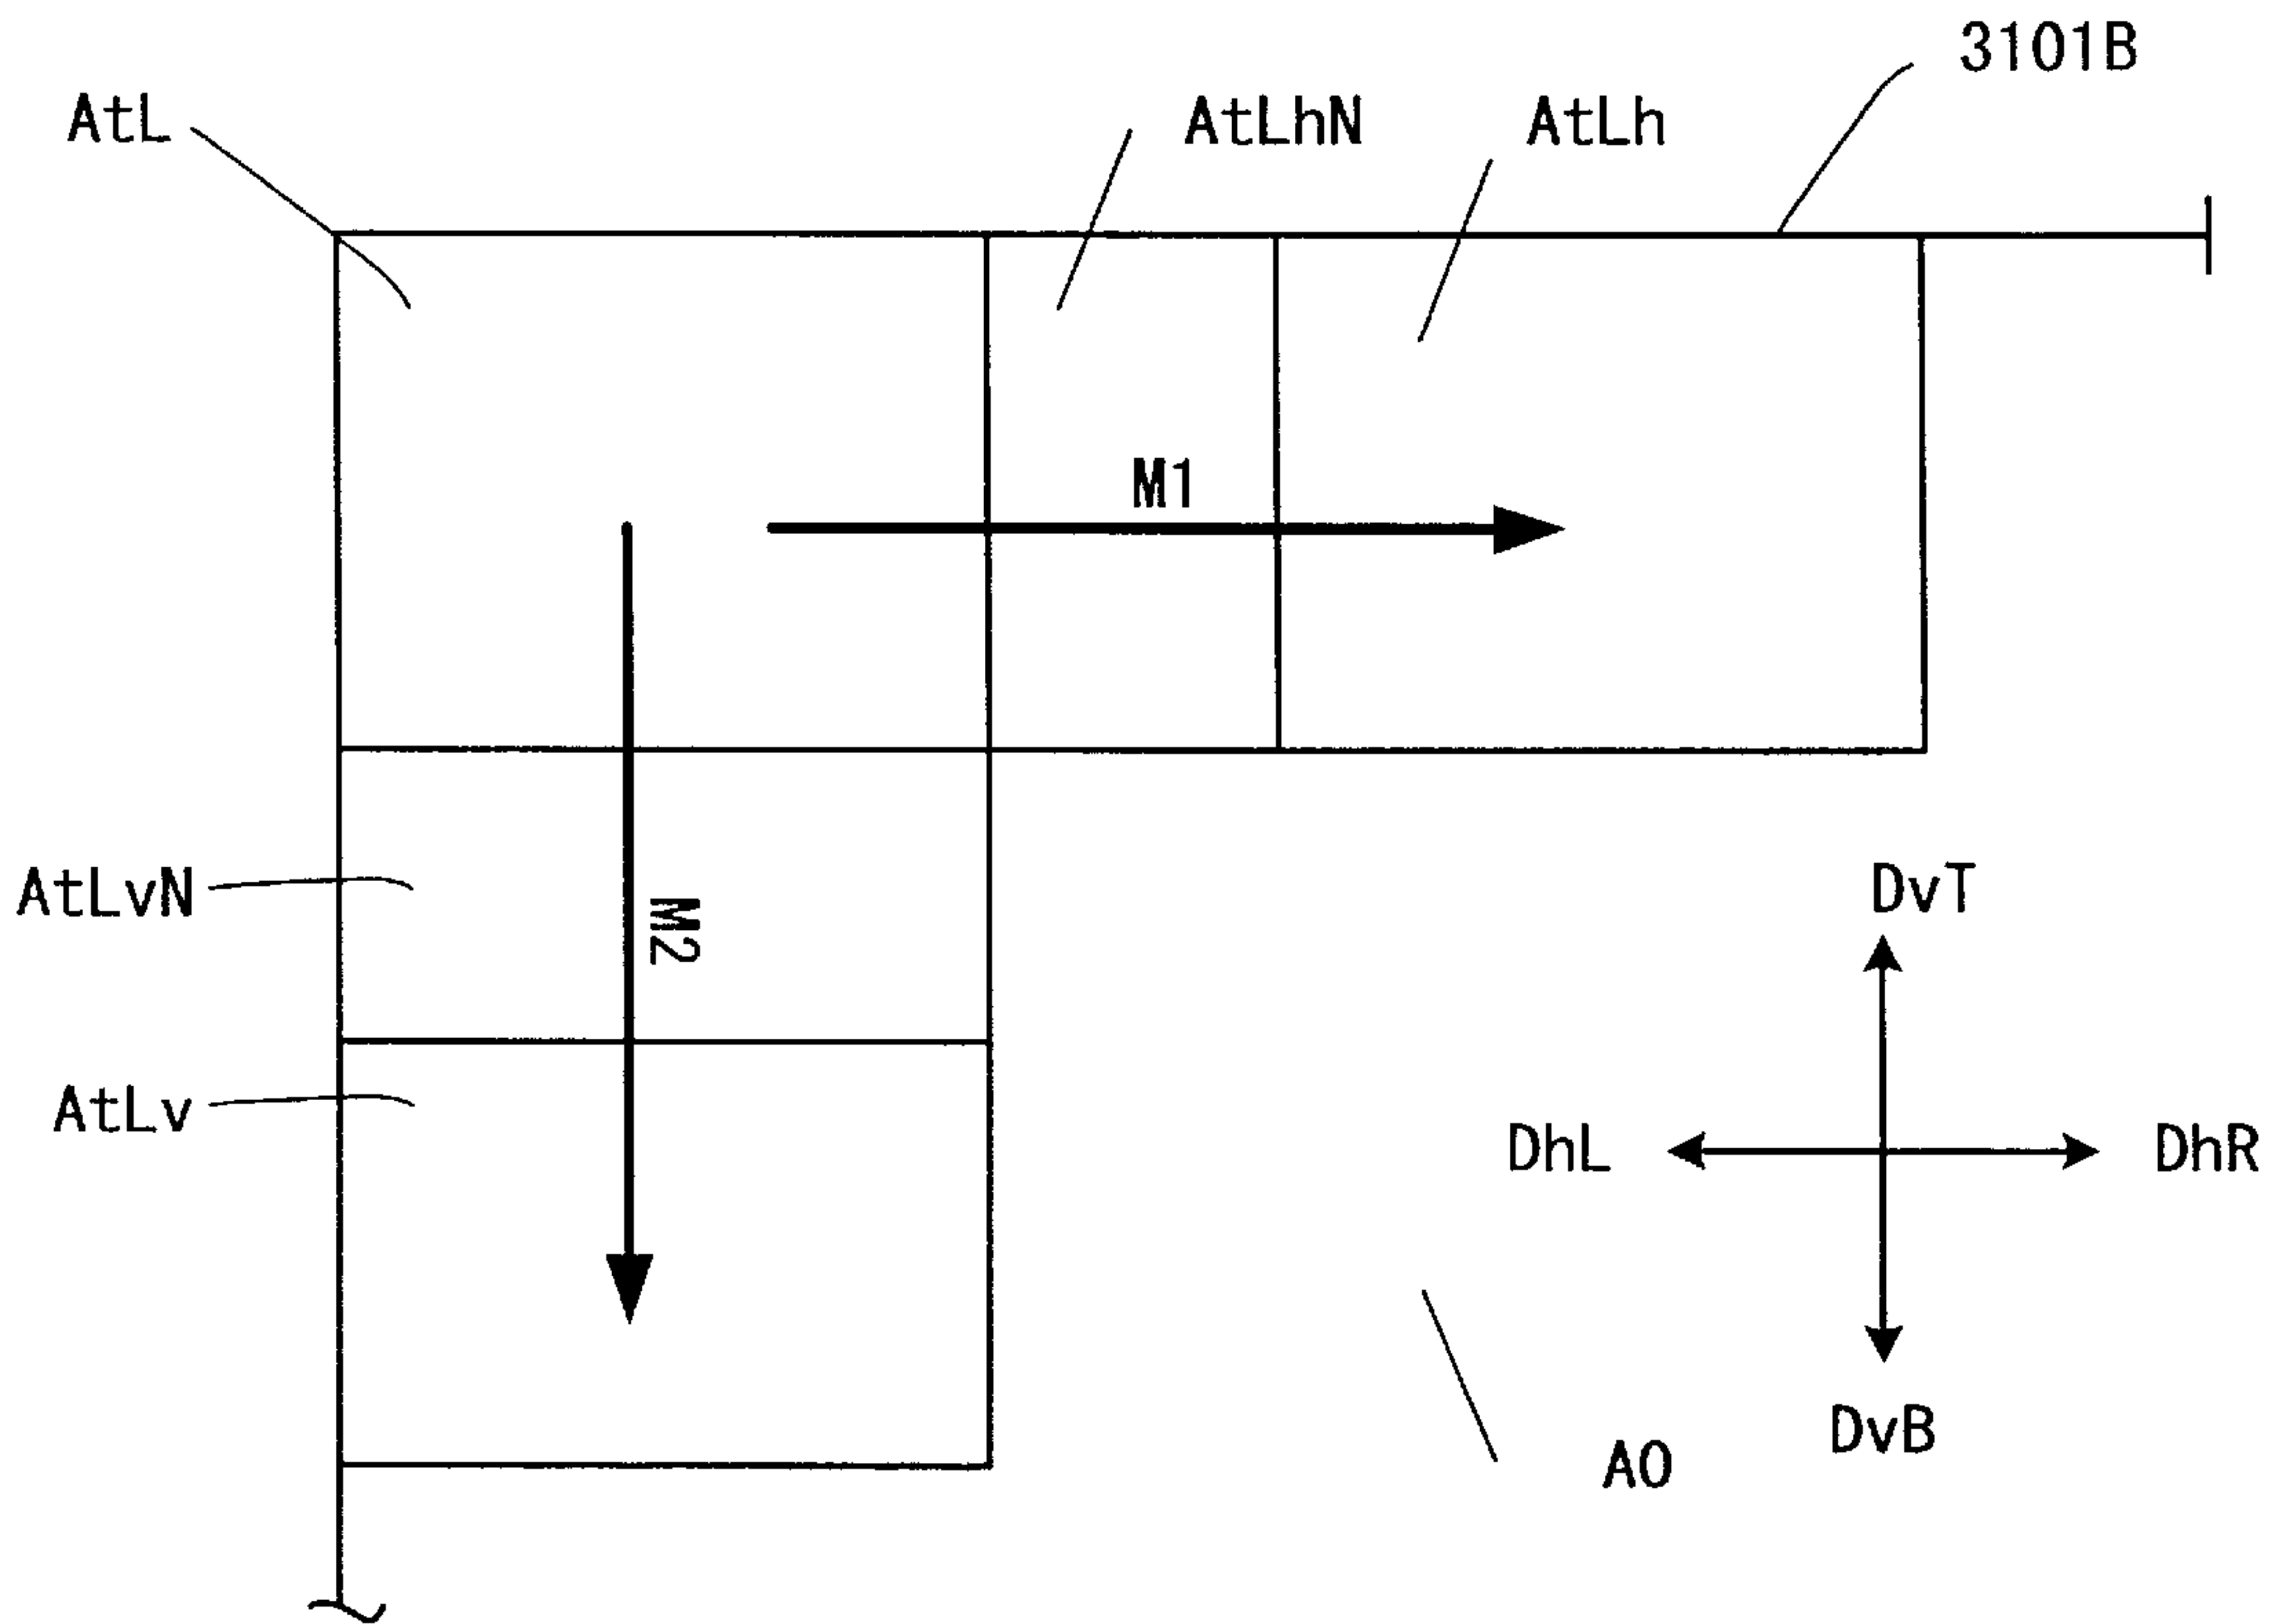 3101B
AtL
AtLhN
AtLh
M1
AtLvN
M2
DvT
AtLv
DhL
DhR
DvB
A0